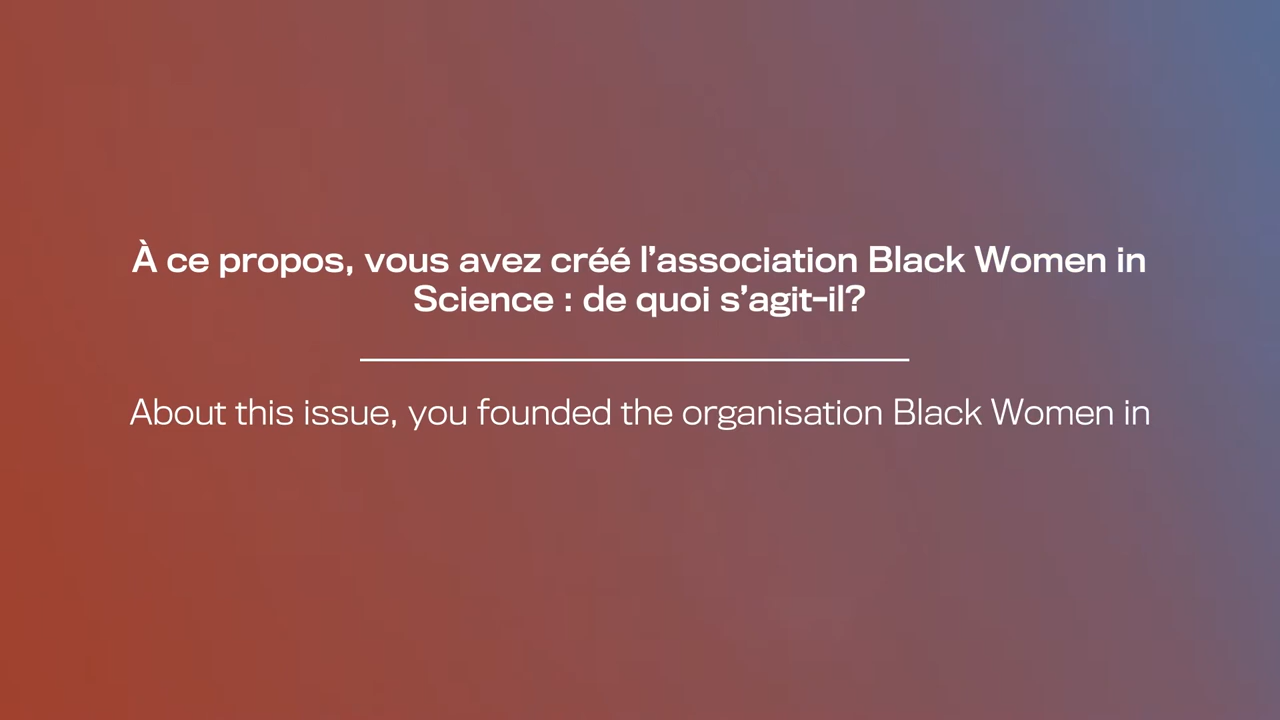 À ce propos, vous avez créé l’association Black Women in
Science : de quoi s’agit-il?
About this issue, you founded the organisation Black Women in